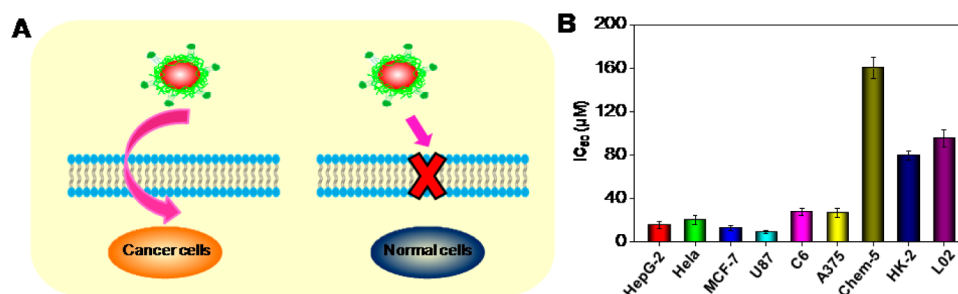 A
Cancer cells
Normal cells
B
IC50 (μM)
200
160
120
80
40
0
HepG-2
Hela
MCF-7
U87
C6
A375
Chem-5
HK-2
L02